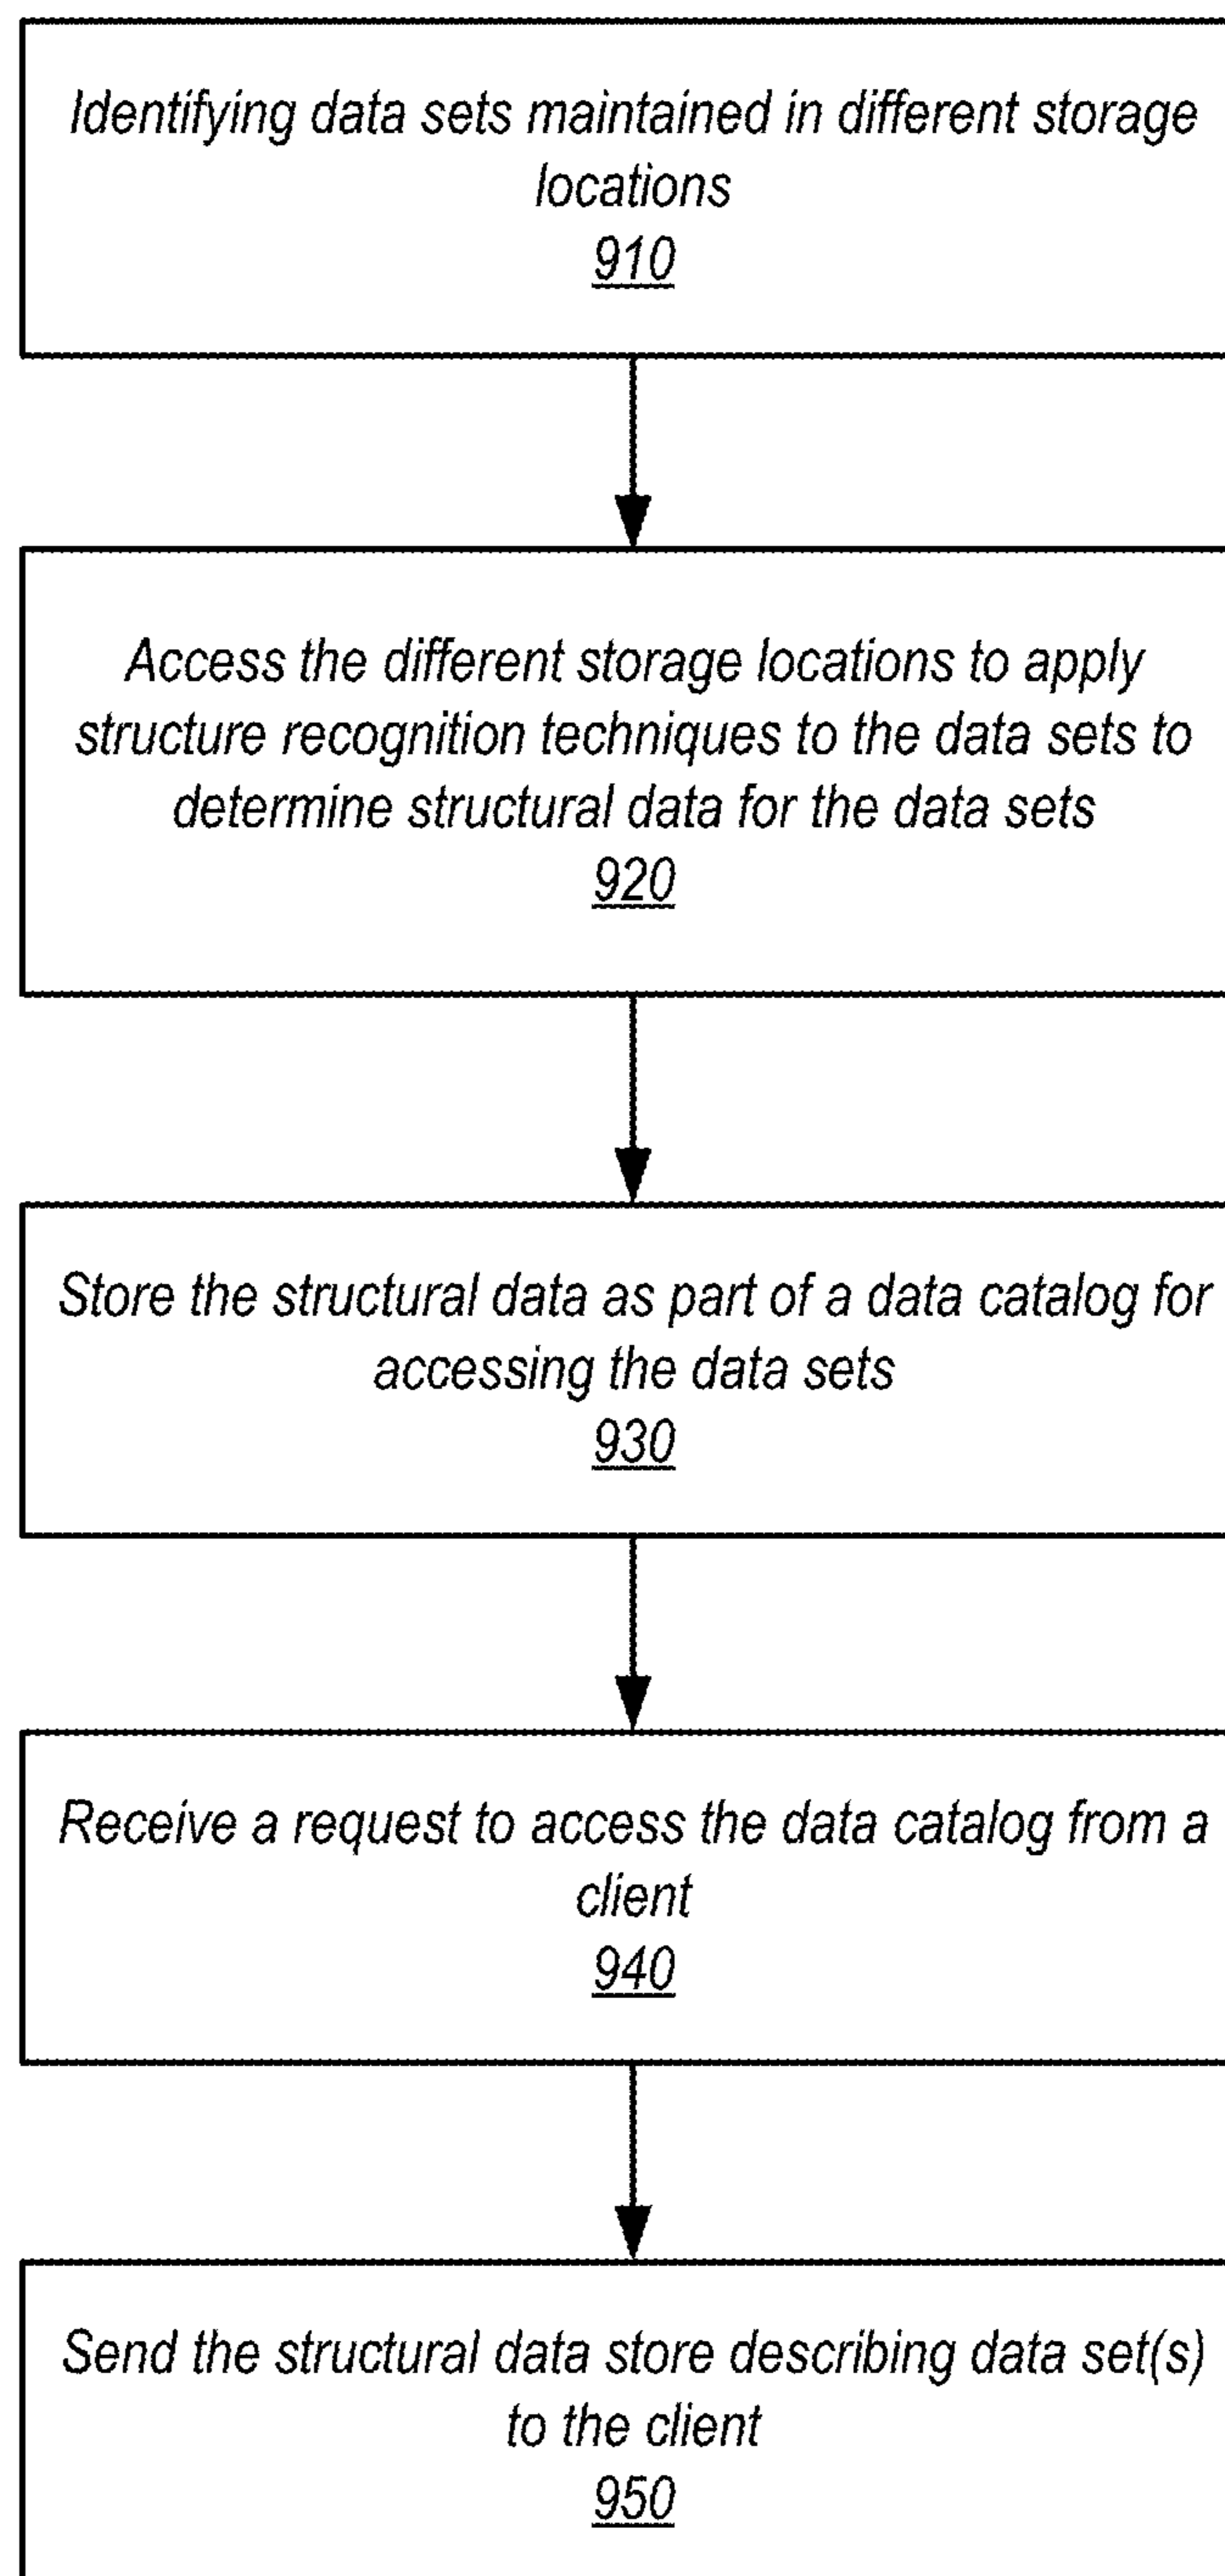 Identifying data sets maintained in different storage
locations
910
Access the different storage locations to apply
structure recognition techniques to the data sets to
determine structural data for the data sets
920
Store the structural data as part of a data catalog for
accessing the data sets
930
Receive a request to access the data catalog from a
client
940
Send the structural data store describing data set(s)
to the client
950